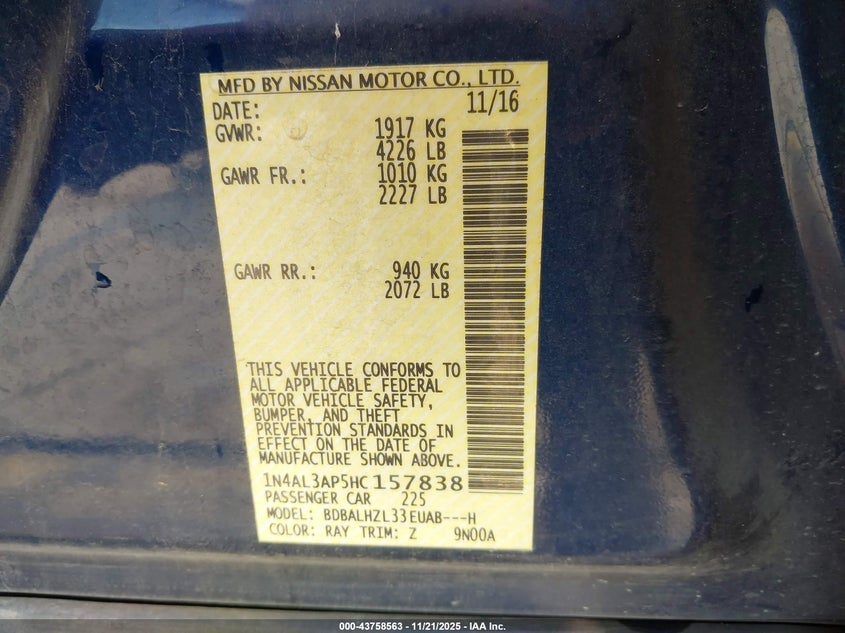 MFD BY NISSAN MOTOR CO., LTD.
DATE: 11/16
GVWR: 1917 KG
4226 LB
GAWR FR.: 1010 KG
2227 LB
GAWR RR.: 940 KG
2072 LB
THIS VEHICLE CONFORMS TO
ALL APPLICABLE FEDERAL
MOTOR VEHICLE SAFETY,
BUMPER, AND THEFT
PREVENTION STANDARDS IN
EFFECT ON THE DATE OF
MANUFACTURE SHOWN ABOVE.
1N4AL3AP5HC157838
PASSENGER CAR 225
MODEL: BDBALHZL33EUAB---H
COLOR: RAY TRIM: Z 9N00A
000-43758563 - 11/21/2025 - IAA Inc.